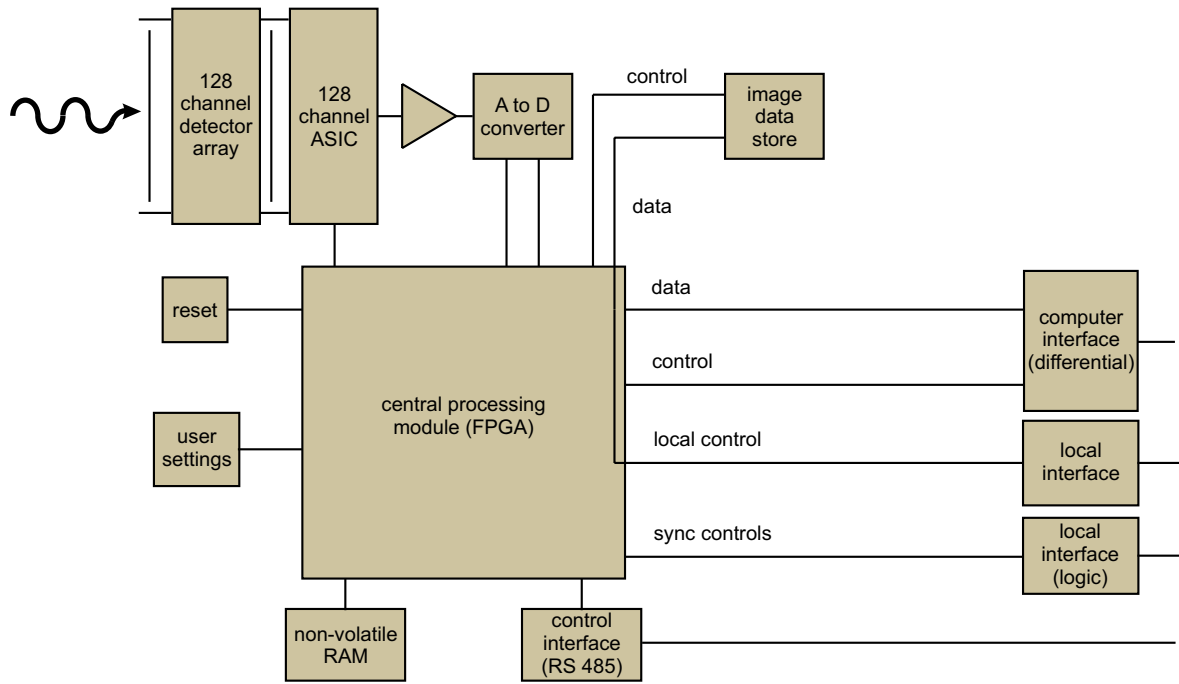 128
channel
detector
array
128
channel
ASIC
A to D
converter
control
image
data
store
data
reset
data
computer
interface
(differential)
control
central processing
module (FPGA)
user
settings
local control
local
interface
sync controls
local
interface
(logic)
non-volatile
RAM
control
interface
(RS 485)